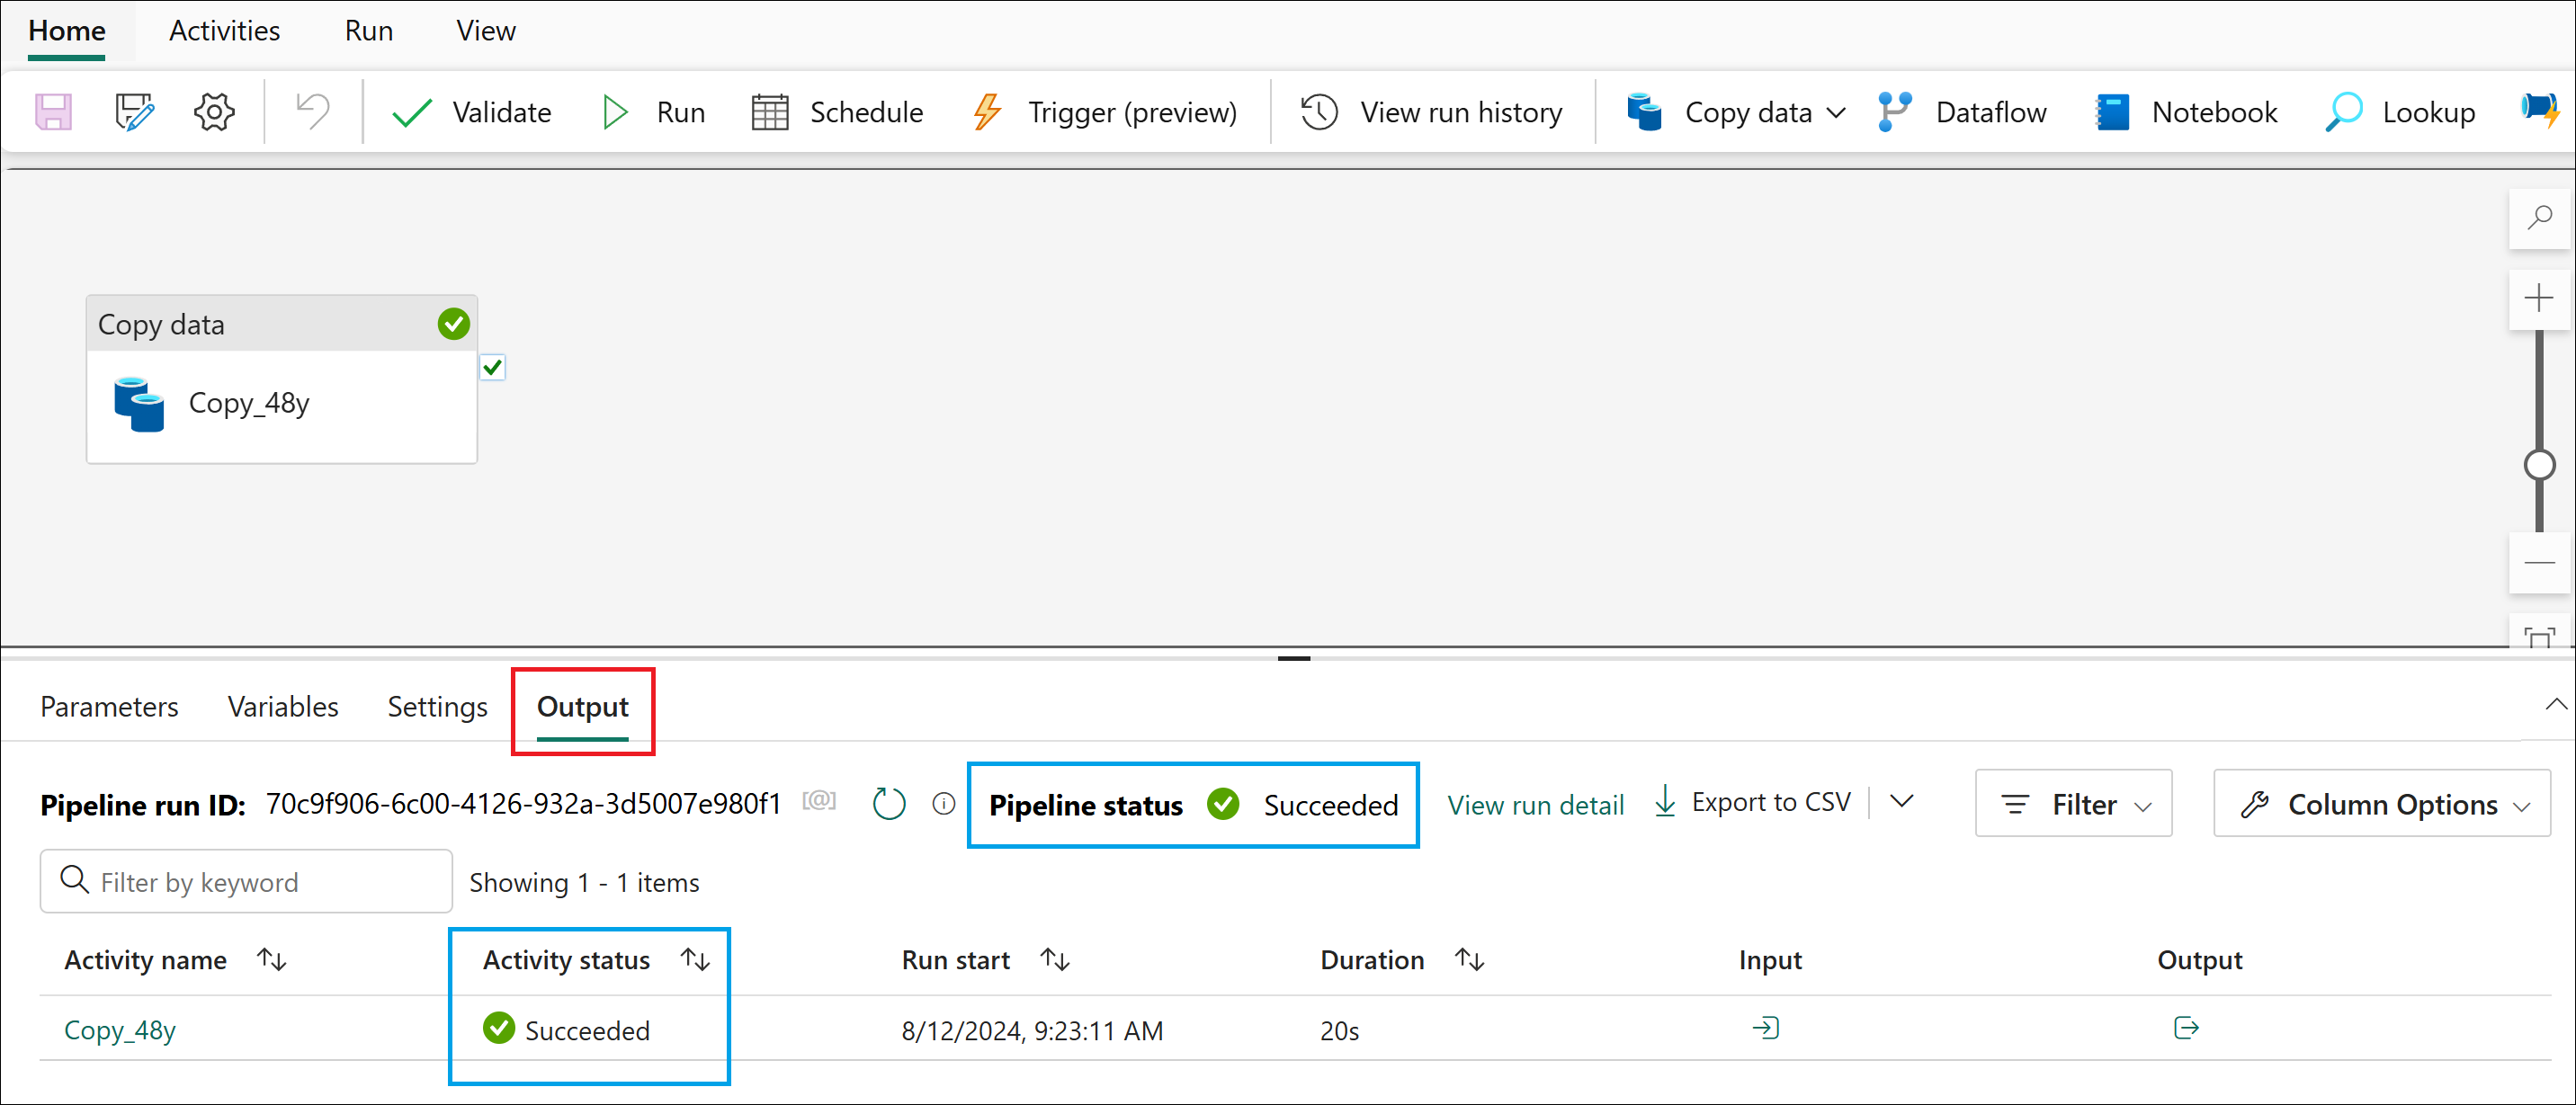 Home Activities Run View
Validate Run Schedule Trigger (preview) View run history Copy data Dataflow Notebook Lookup
Copy data
Copy_48y
Parameters Variables Settings Output
Pipeline run ID: 70c9f906-6c00-4126-932a-3d5007e980f1 [@] Pipeline status Succeeded View run detail Export to CSV Filter Column Options
Filter by keyword Showing 1 - 1 items
Activity name Activity status Run start Duration Input Output
Copy_48y Succeeded 8/12/2024, 9:23:11 AM 20s